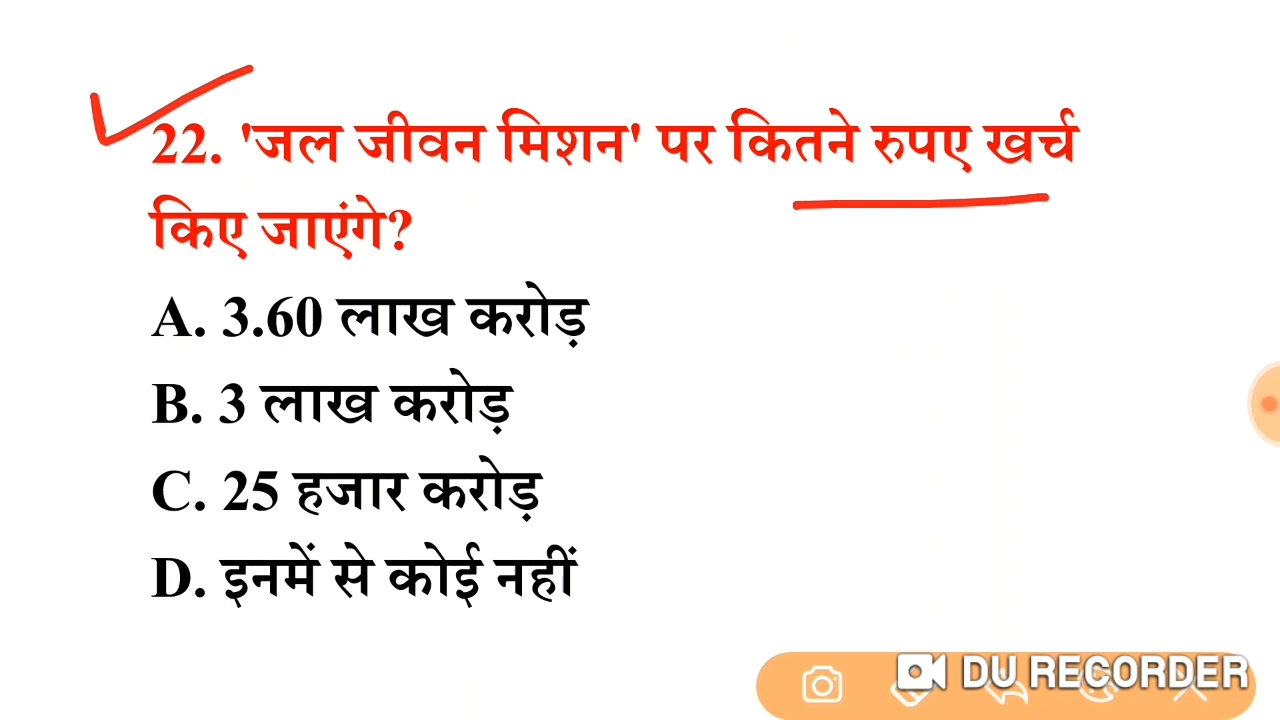 22. 'जल जीवन मिशन' पर कितने रुपए खर्च
किए जाएंगे?
A. 3.60 लाख करोड़
B. 3 लाख करोड़
C. 25 हजार करोड़
D. इनमें से कोई नहीं
DU RECORDER